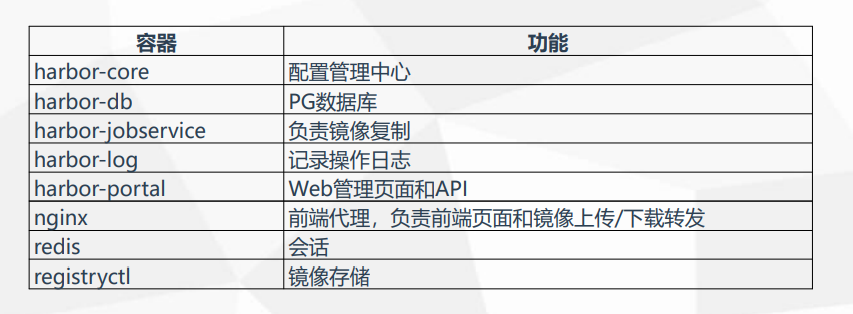 容器 功能
harbor-core 配置管理中心
harbor-db PG数据库
harbor-jobservice 负责镜像复制
harbor-log 记录操作日志
harbor-portal Web管理页面和API
nginx 前端代理，负责前端页面和镜像上传/下载转发
redis 会话
registryctl 镜像存储